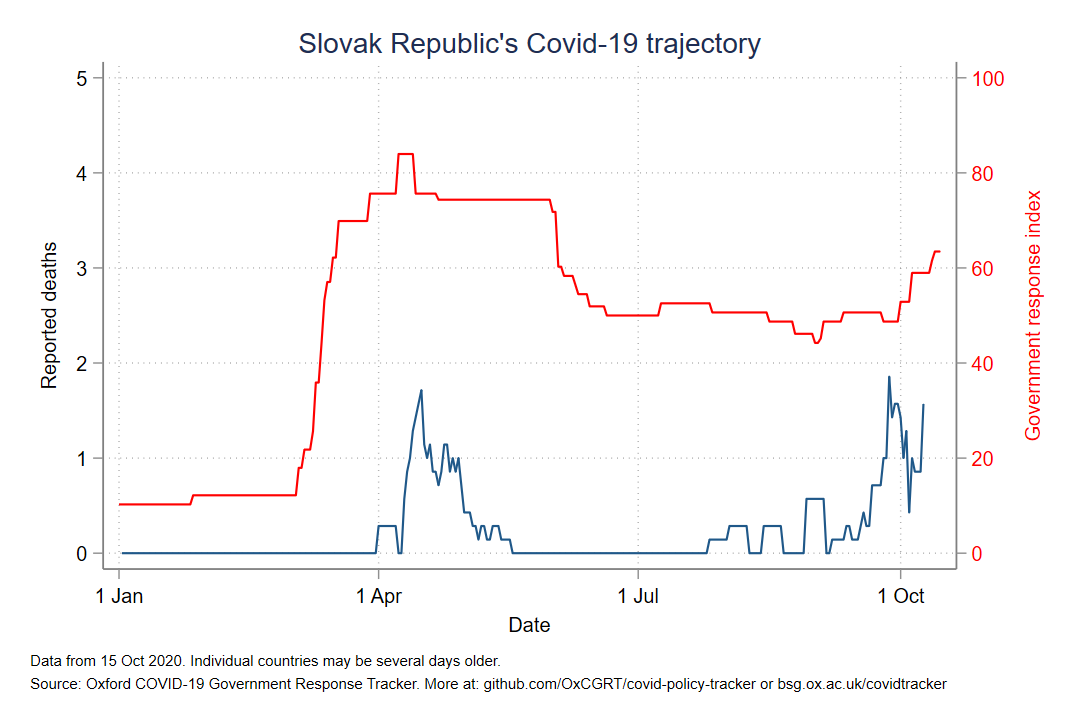 Slovak Republic's Covid-19 trajectory
5
4
3
2
1
0
Reported deaths
100
80
60
40
20
0
Government response index
1 Jan
1 Apr
1 Jul
1 Oct
Date
Data from 15 Oct 2020. Individual countries may be several days older.
Source: Oxford COVID-19 Government Response Tracker. More at: github.com/OxCGRT/covid-policy-tracker or bsg.ox.ac.uk/covidtracker